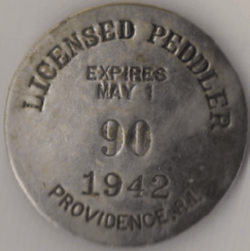 LICENSED PEDDLER
EXPIRES
MAY 1
90
1942
PROVIDENCE, R.I.